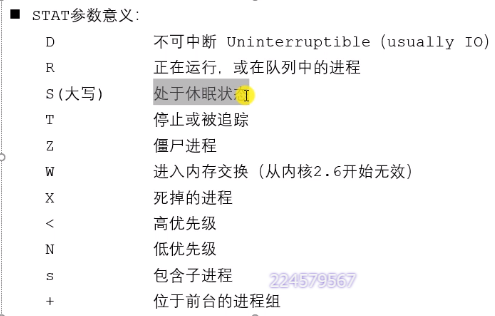 ■ STAT参数意义:
D 不可中断 Uninterruptible (usually IO)
R 正在运行,或在队列中的进程
S(大写) 处于休眠状
T 停止或被追踪
Z 僵尸进程
W 进入内存交换(从内核2.6开始无效)
X 死掉的进程
< 高优先级
N 低优先级
s 包含子进程
224579567
+ 位于前台的进程组